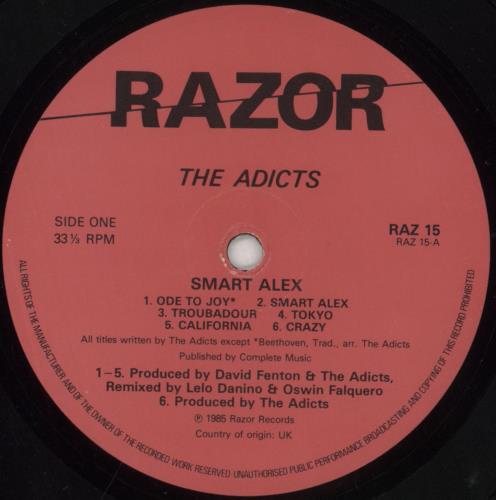 RAZOR
THE ADICTS
SIDE ONE
33⅓ RPM
RAZ 15
RAZ 15-A
SMART ALEX
1. ODE TO JOY* 2. SMART ALEX
3. TROUBADOUR 4. TOKYO
5. CALIFORNIA 6. CRAZY
All titles written by The Adicts except *Beethoven, Trad., arr. The Adicts
Published by Complete Music
1–5. Produced by David Fenton & The Adicts,
Remixed by Lelo Danino & Oswin Falquero
6. Produced by The Adicts
℗ 1985 Razor Records
Country of origin: UK
ALL RIGHTS OF THE MANUFACTURER AND OF THE OWNER OF THE RECORDED WORK RESERVED UNAUTHORISED PUBLIC PERFORMANCE BROADCASTING AND COPYING OF THIS RECORD PROHIBITED